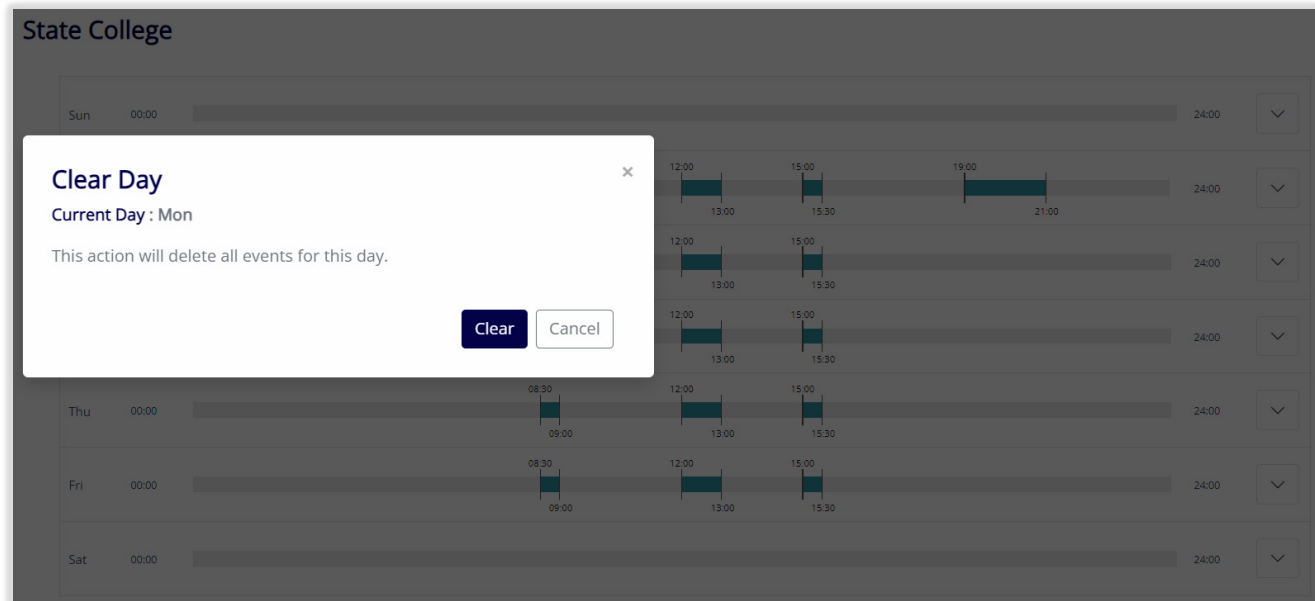 State College
Sun 00:00 24:00
Clear Day ×
Current Day : Mon
This action will delete all events for this day.
Clear Cancel
12:00 15:00 19:00
24:00
13:00 15:30 21:00
12:00 15:00
24:00
13:00 15:30
12:00 15:00
24:00
13:00 15:30
08:30 12:00 15:00
Thu 00:00 24:00
09:00 13:00 15:30
08:30 12:00 15:00
Fri 00:00 24:00
09:00 13:00 15:30
Sat 00:00 24:00